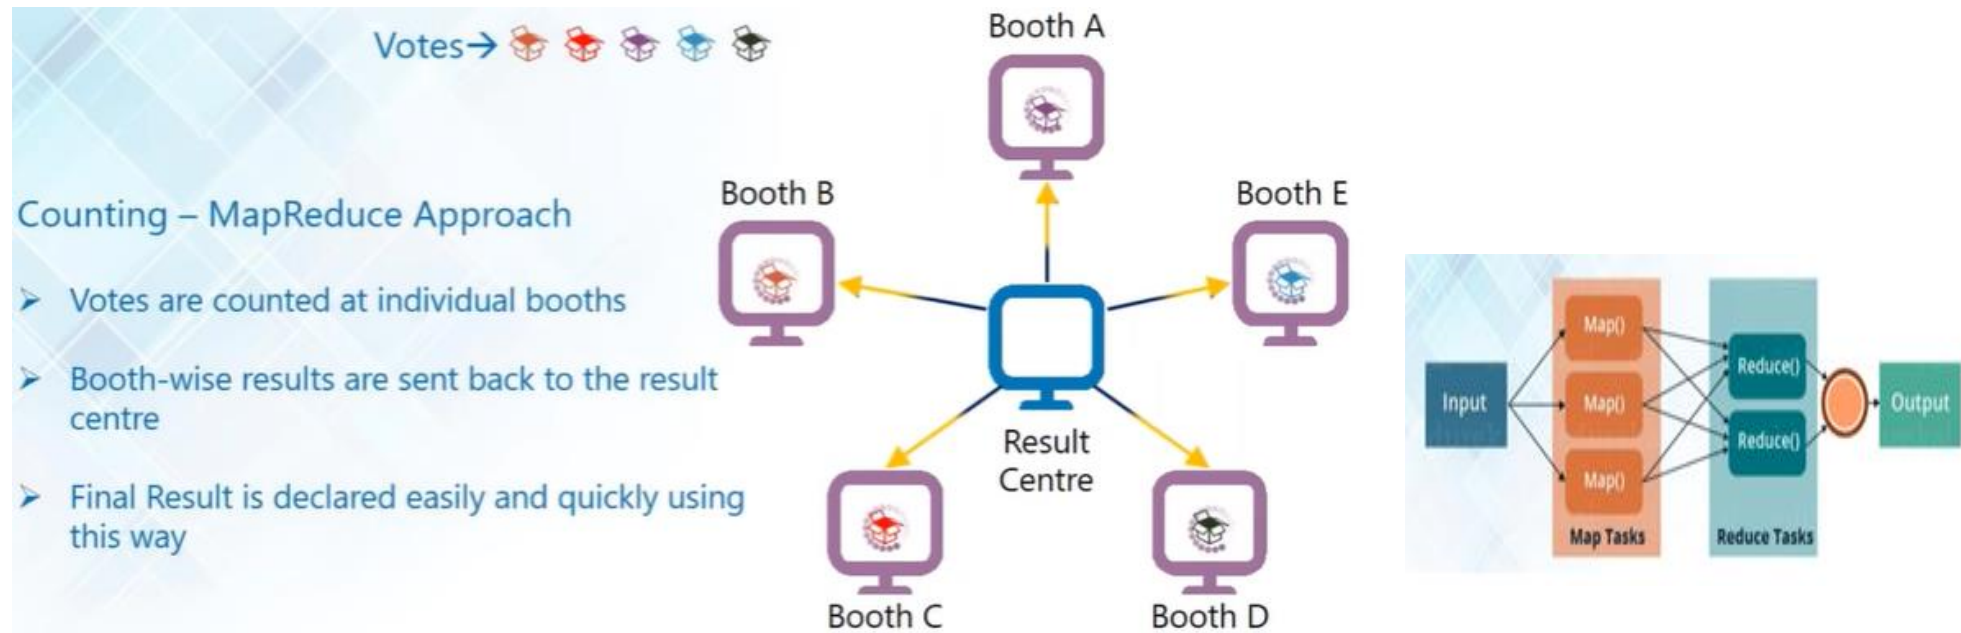 Votes→
Counting – MapReduce Approach
➢ Votes are counted at individual booths
➢ Booth-wise results are sent back to the result
centre
➢ Final Result is declared easily and quickly using
this way
Booth A
Booth B
Booth E
Result
Centre
Booth C
Booth D
Input
Map()
Map()
Map()
Map Tasks
Reduce()
Reduce()
Reduce Tasks
Output